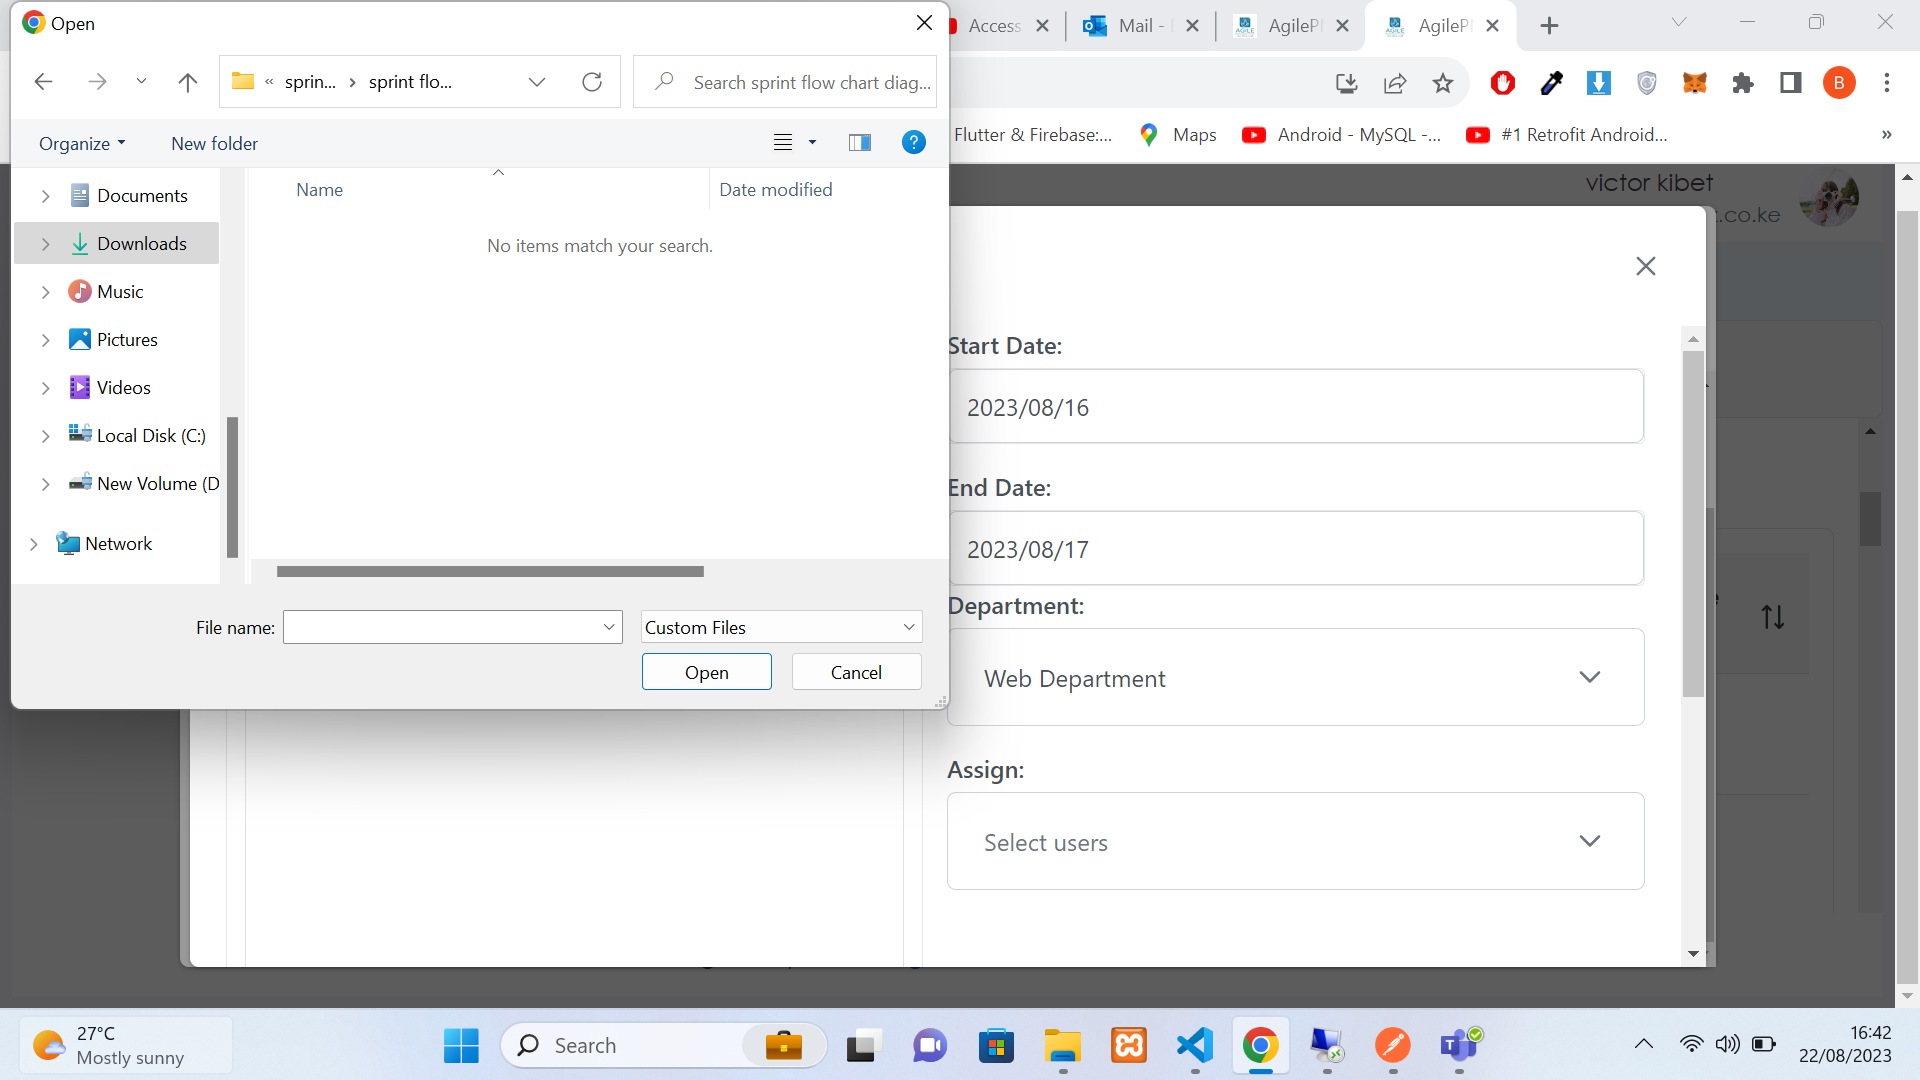 Open
Access
Mail -
AgileP
AgileP
sprin...
sprint flo...
Search sprint flow chart diag...
B
Organize
New folder
Flutter & Firebase:...
Maps
Android - MySQL -...
#1 Retrofit Android...
Name
Date modified
No items match your search.
Documents
Downloads
Music
Pictures
Videos
Local Disk (C:)
New Volume (D
Network
File name:
Custom Files
Open
Cancel
victor kibet
.co.ke
Start Date:
2023/08/16
End Date:
2023/08/17
Department:
Web Department
Assign:
Select users
27°C
Mostly sunny
Search
16:42
22/08/2023